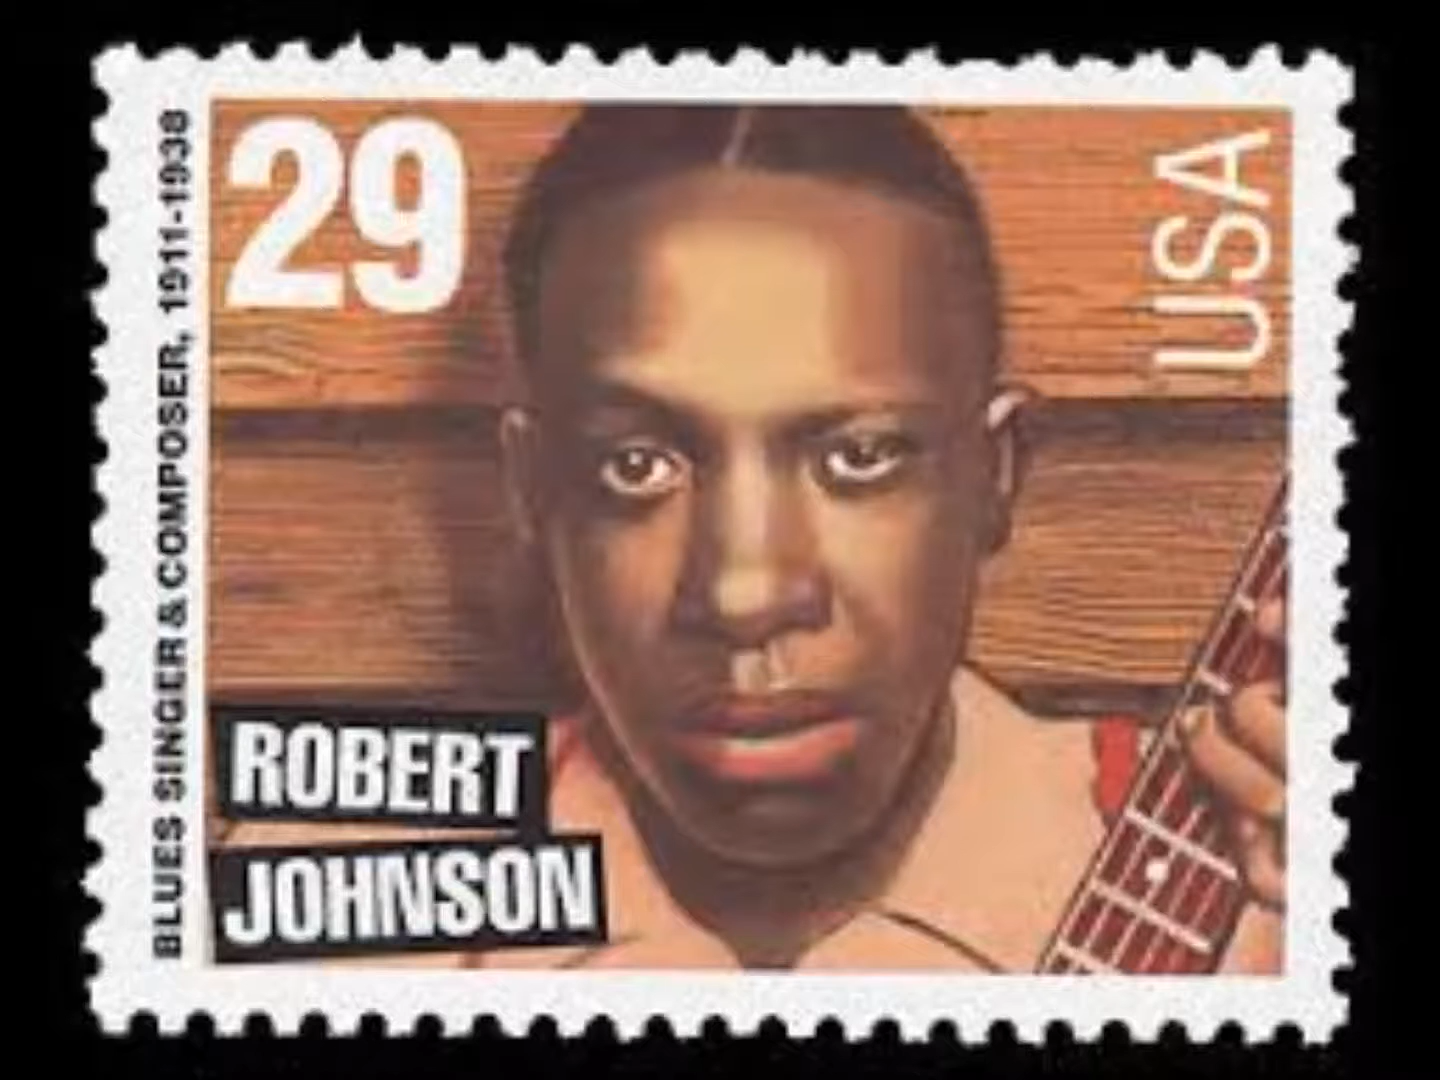 BLUES SINGER & COMPOSER, 1911-1938
29
USA
ROBERT
JOHNSON